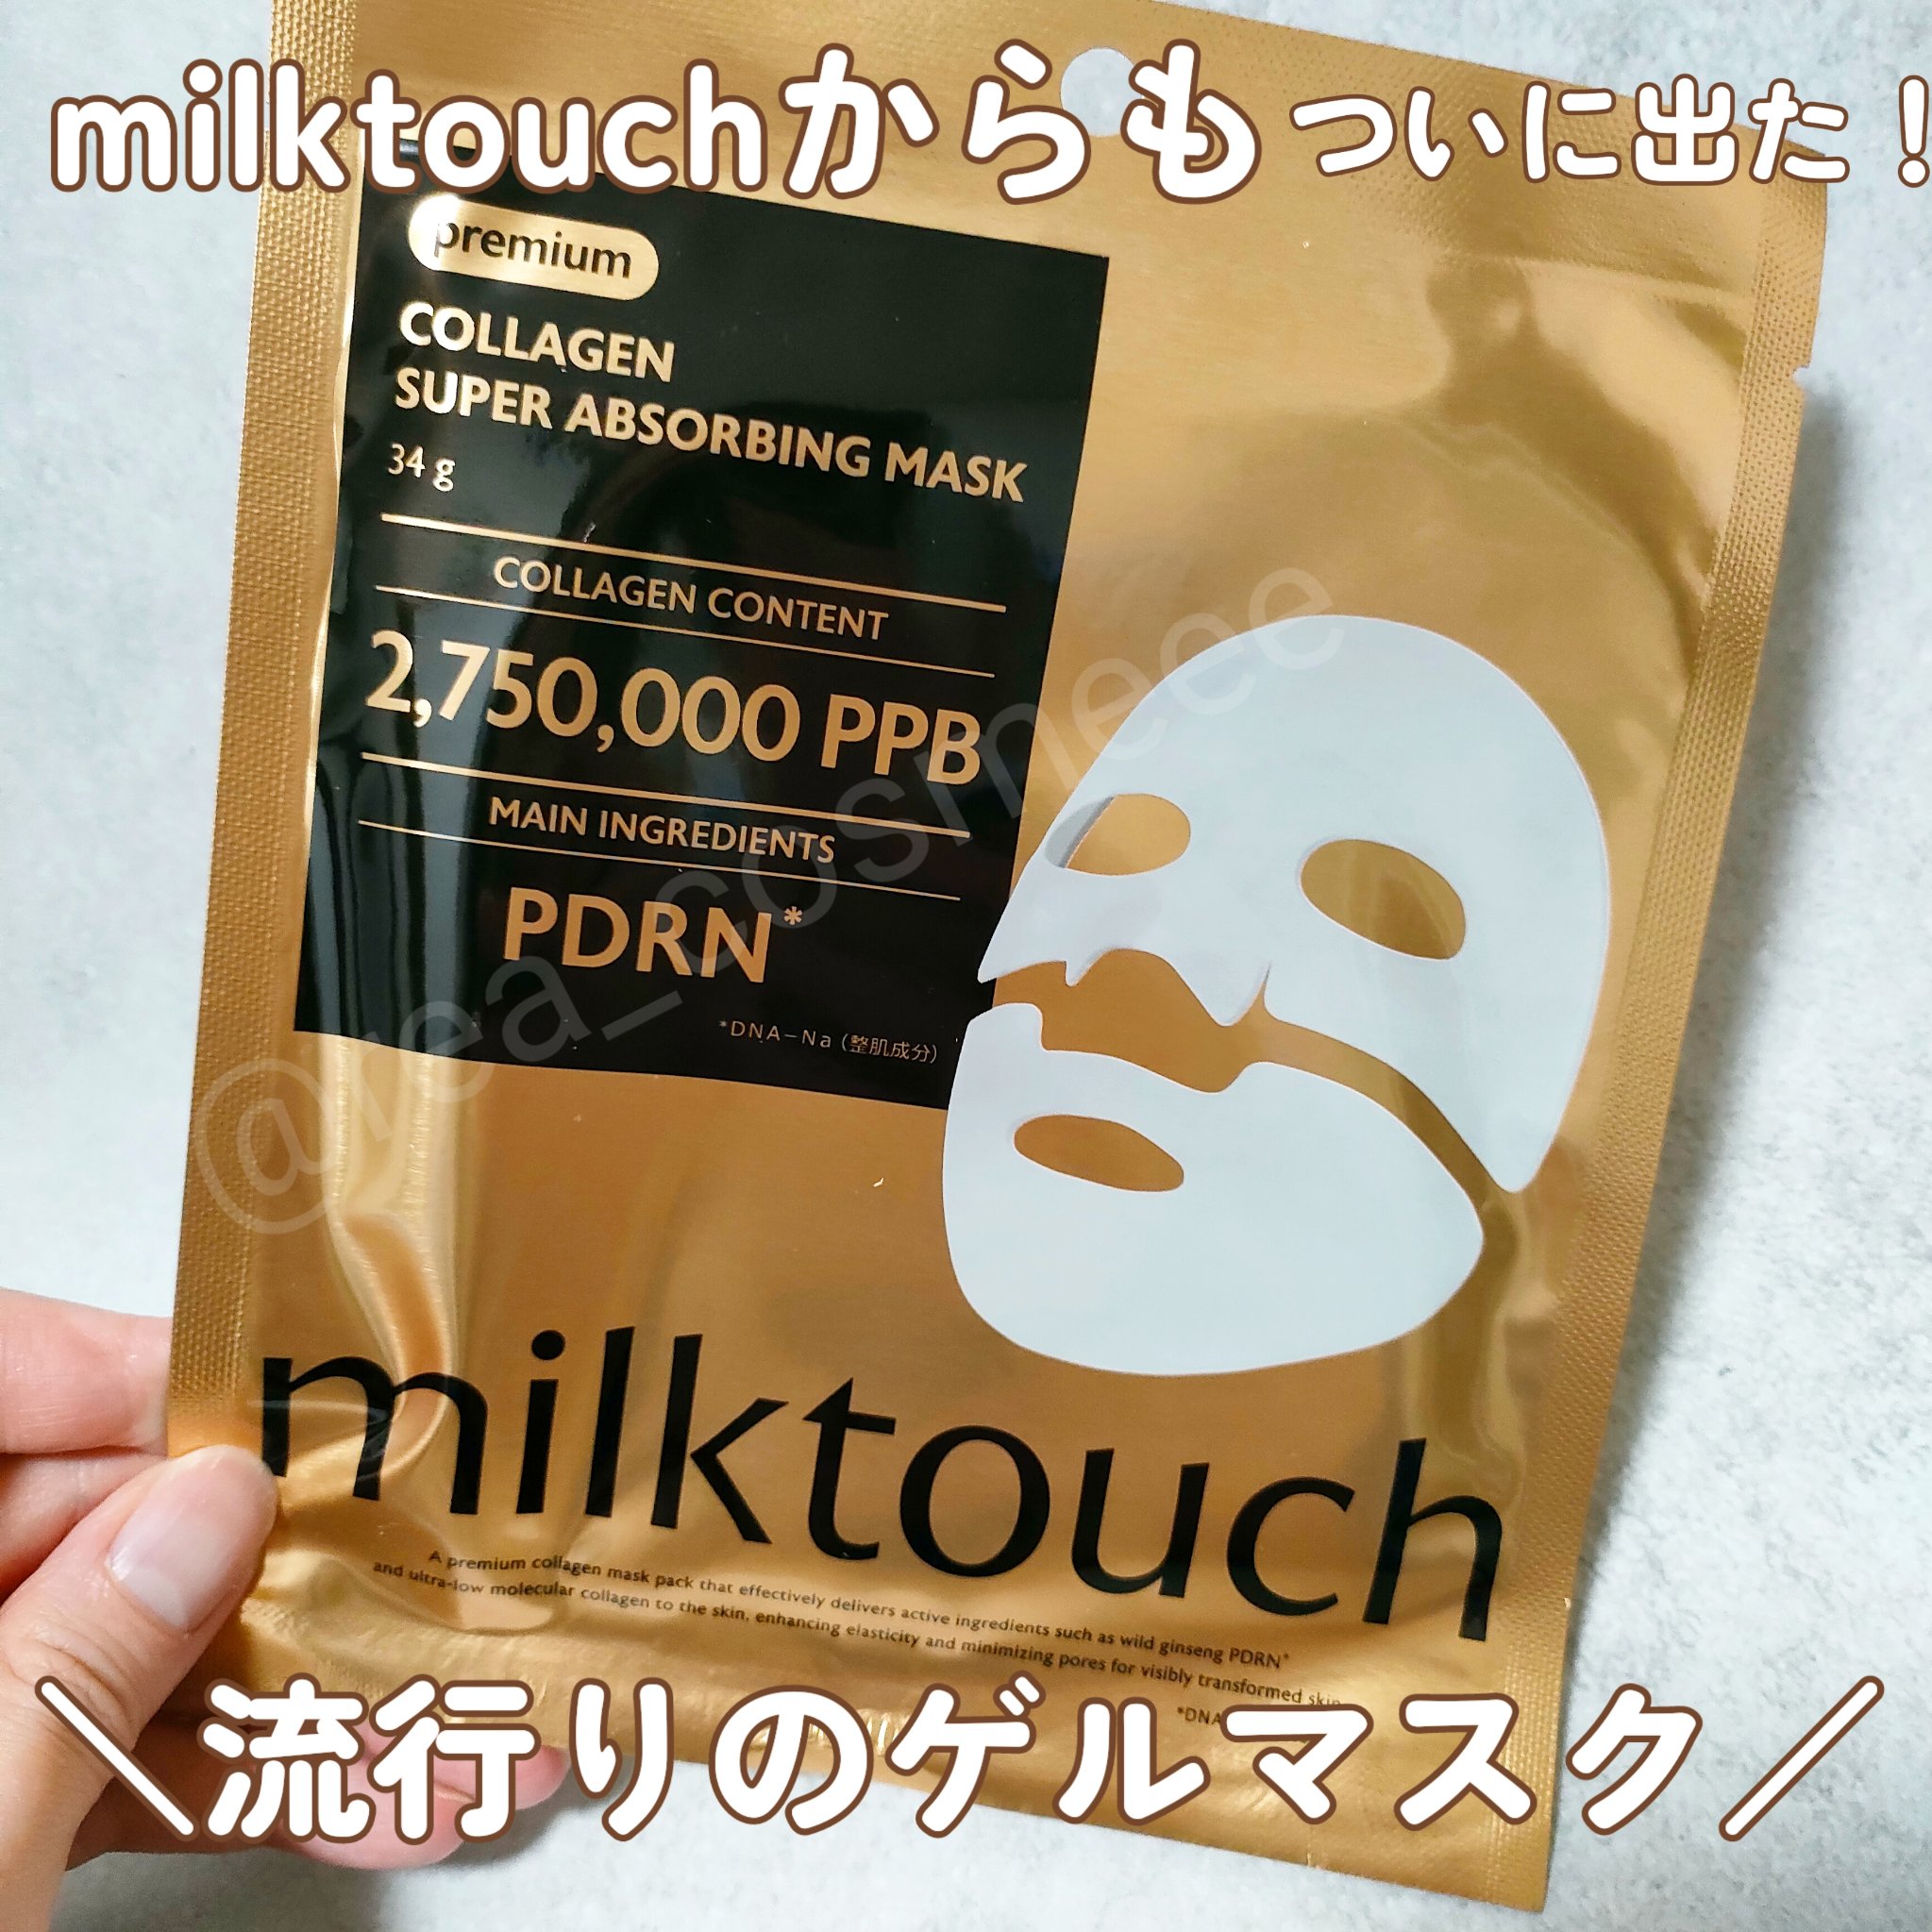 milktouchからもついに出た！
premium
COLLAGEN
SUPER ABSORBING MASK
34 g
COLLAGEN CONTENT
2,750,000 PPB
MAIN INGREDIENTS
PDRN*
*DNA-Na (整肌成分)
@rea_cosmeee
milktouch
A premium collagen mask pack that effectively delivers active ingredients such as wild ginseng PDRN*
and ultra-low molecular collagen to the skin, enhancing elasticity and minimizing pores for visibly transformed skin
*DNA
＼流行りのゲルマスク／